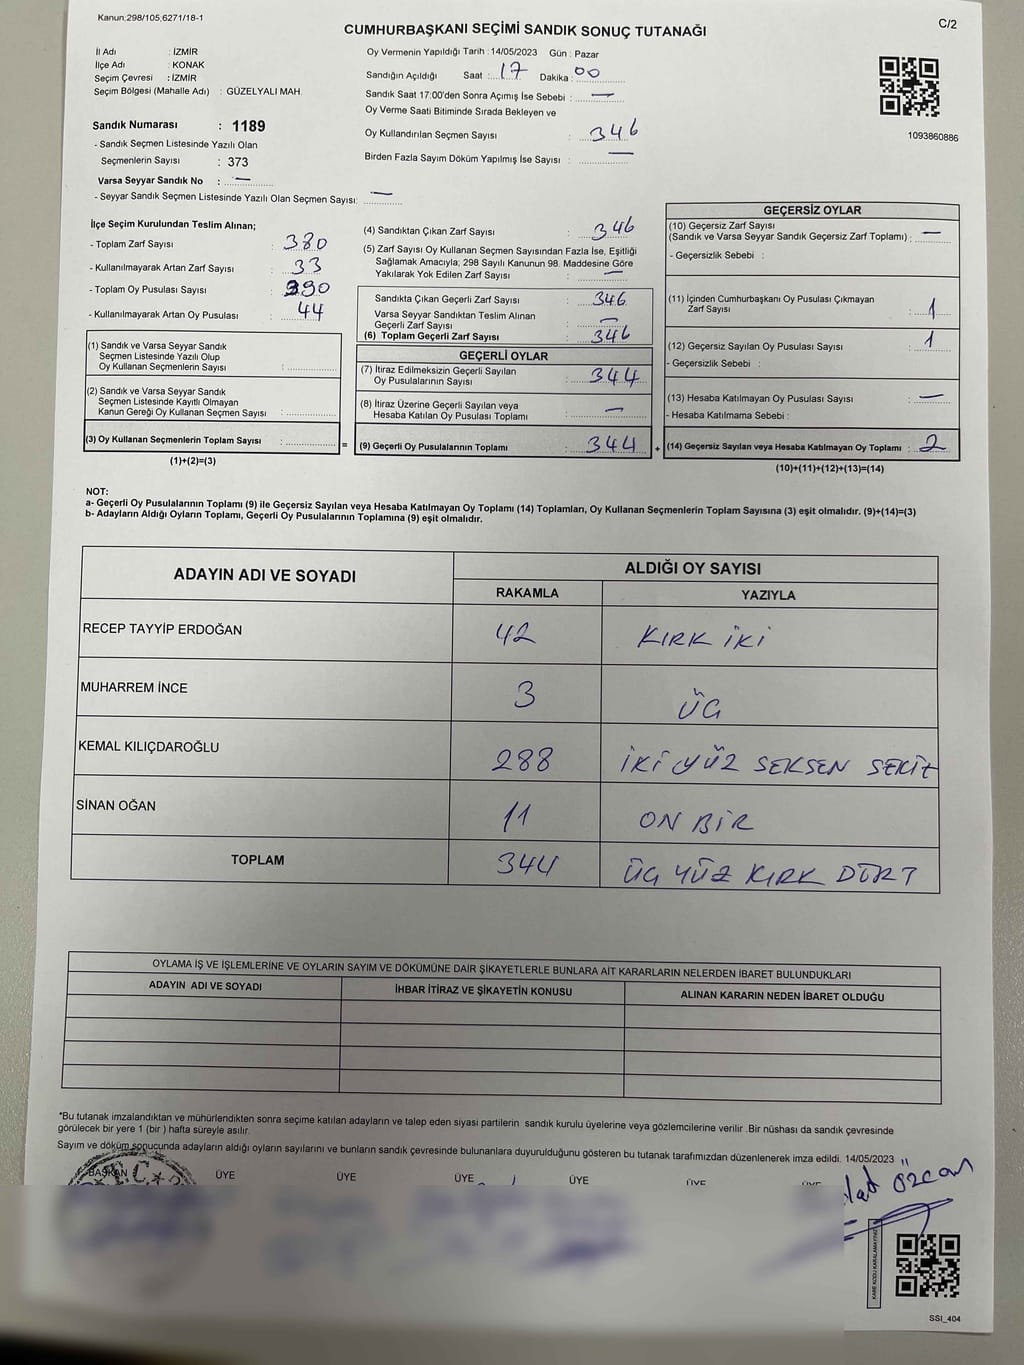 Kanun;298/105,6271/18-1
C/2
CUMHURBAŞKANI SEÇİMİ SANDIK SONUÇ TUTANAĞI
İl Adı : İZMİR
İlçe Adı : KONAK
Seçim Çevresi : İZMİR
Seçim Bölgesi (Mahalle Adı) : GÜZELYALI MAH.
Oy Vermenin Yapıldığı Tarih : 14/05/2023 Gün : Pazar
Sandığın Açıldığı Saat : 17 Dakika : 00
Sandık Saat 17:00'den Sonra Açımış İse Sebebi : —
Oy Verme Saati Bitiminde Sırada Bekleyen ve
Oy Kullandırılan Seçmen Sayısı : 346
Birden Fazla Sayım Döküm Yapılmış İse Sayısı : —
1093860886
Sandık Numarası : 1189
- Sandık Seçmen Listesinde Yazılı Olan
Seçmenlerin Sayısı : 373
Varsa Seyyar Sandık No : —
- Seyyar Sandık Seçmen Listesinde Yazılı Olan Seçmen Sayısı: —
İlçe Seçim Kurulundan Teslim Alınan;
- Toplam Zarf Sayısı : 380
- Kullanılmayarak Artan Zarf Sayısı : 33
- Toplam Oy Pusulası Sayısı : 390
- Kullanılmayarak Artan Oy Pusulası : 44
(1) Sandık ve Varsa Seyyar Sandık
Seçmen Listesinde Yazılı Olup
Oy Kullanan Seçmenlerin Sayısı :
(2) Sandık ve Varsa Seyyar Sandık
Seçmen Listesinde Kayıtlı Olmayan
Kanun Gereği Oy Kullanan Seçmen Sayısı :
(3) Oy Kullanan Seçmenlerin Toplam Sayısı : =
(1)+(2)=(3)
(4) Sandıktan Çıkan Zarf Sayısı : 346
(5) Zarf Sayısı Oy Kullanan Seçmen Sayısından Fazla İse, Eşitliği
Sağlamak Amacıyla; 298 Sayılı Kanunun 98. Maddesine Göre
Yakılarak Yok Edilen Zarf Sayısı : —
Sandıkta Çıkan Geçerli Zarf Sayısı : 346
Varsa Seyyar Sandıktan Teslim Alınan
Geçerli Zarf Sayısı : —
(6) Toplam Geçerli Zarf Sayısı : 346
GEÇERLİ OYLAR
(7) İtiraz Edilmeksizin Geçerli Sayılan
Oy Pusulalarının Sayısı : 344
(8) İtiraz Üzerine Geçerli Sayılan veya
Hesaba Katılan Oy Pusulası Toplamı : —
(9) Geçerli Oy Pusulalarının Toplamı : 344 +
GEÇERSİZ OYLAR
(10) Geçersiz Zarf Sayısı
(Sandık ve Varsa Seyyar Sandık Geçersiz Zarf Toplamı) : —
- Geçersizlik Sebebi :
(11) İçinden Cumhurbaşkanı Oy Pusulası Çıkmayan
Zarf Sayısı : 1
(12) Geçersiz Sayılan Oy Pusulası Sayısı : 1
- Geçersizlik Sebebi :
(13) Hesaba Katılmayan Oy Pusulası Sayısı : —
- Hesaba Katılmama Sebebi :
(14) Geçersiz Sayılan veya Hesaba Katılmayan Oy Toplamı : 2
(10)+(11)+(12)+(13)=(14)
NOT:
a- Geçerli Oy Pusulalarının Toplamı (9) ile Geçersiz Sayılan veya Hesaba Katılmayan Oy Toplamı (14) Toplamları, Oy Kullanan Seçmenlerin Toplam Sayısına (3) eşit olmalıdır. (9)+(14)=(3)
b- Adayların Aldığı Oyların Toplamı, Geçerli Oy Pusulalarının Toplamına (9) eşit olmalıdır.
ADAYIN ADI VE SOYADI
ALDIĞI OY SAYISI
RAKAMLA YAZIYLA
RECEP TAYYİP ERDOĞAN 42 KIRK İKİ
MUHARREM İNCE 3 ÜÇ
KEMAL KILIÇDAROĞLU 288 İKİ YÜZ SEKSEN SEKİZ
SİNAN OĞAN 11 ON BİR
TOPLAM 344 ÜÇ YÜZ KIRK DÖRT
OYLAMA İŞ VE İŞLEMLERİNE VE OYLARIN SAYIM VE DÖKÜMÜNE DAİR ŞİKAYETLERLE BUNLARA AİT KARARLARIN NELERDEN İBARET BULUNDUKLARI
ADAYIN ADI VE SOYADI İHBAR İTİRAZ VE ŞİKAYETİN KONUSU ALINAN KARARIN NEDEN İBARET OLDUĞU
*Bu tutanak imzalandıktan ve mühürlendikten sonra seçime katılan adayların ve talep eden siyasi partilerin sandık kurulu üyelerine veya gözlemcilerine verilir .Bir nüshası da sandık çevresinde
görülecek bir yere 1 (bir ) hafta süreyle asılır.
Sayım ve döküm sonucunda adayların aldığı oyların sayılarını ve bunların sandık çevresinde bulunanlara duyurulduğunu gösteren bu tutanak tarafımızdan düzenlenerek imza edildi. 14/05/2023
BAŞKAN ÜYE ÜYE ÜYE ÜYE ÜYE ÜYE
T.C.
Özcan
KARE KODU KARALAMAYINIZ
SSI_404